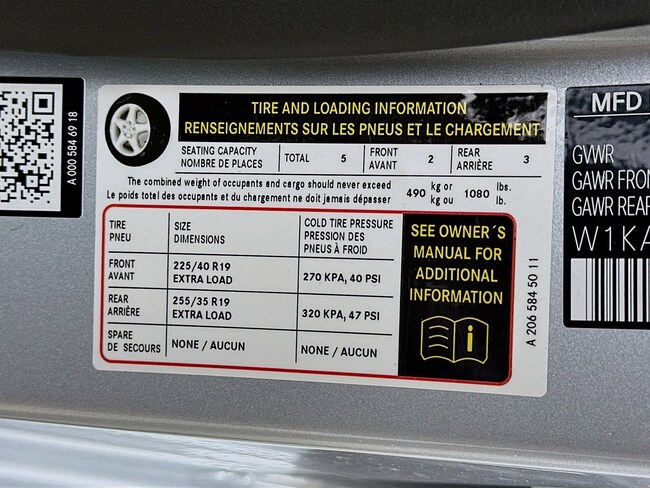 A 000 584 69 18
TIRE AND LOADING INFORMATION
RENSEIGNEMENTS SUR LES PNEUS ET LE CHARGEMENT
SEATING CAPACITY
NOMBRE DE PLACES
TOTAL 5
FRONT
AVANT
2
REAR
ARRIÈRE
3
The combined weight of occupants and cargo should never exceed
Le poids total des occupants et du chargement ne doit jamais dépasser
490 kg or 1080 lbs.
kg ou lb.
TIRE
PNEU
SIZE
DIMENSIONS
COLD TIRE PRESSURE
PRESSION DES
PNEUS À FROID
FRONT
AVANT
225/40 R19
EXTRA LOAD
270 KPA, 40 PSI
REAR
ARRIÈRE
255/35 R19
EXTRA LOAD
320 KPA, 47 PSI
SPARE
DE SECOURS
NONE / AUCUN
NONE / AUCUN
SEE OWNER´S
MANUAL FOR
ADDITIONAL
INFORMATION
i
A 206 584 50 11
MFD
GVWR
GAWR FRON
GAWR REAR
W1KA